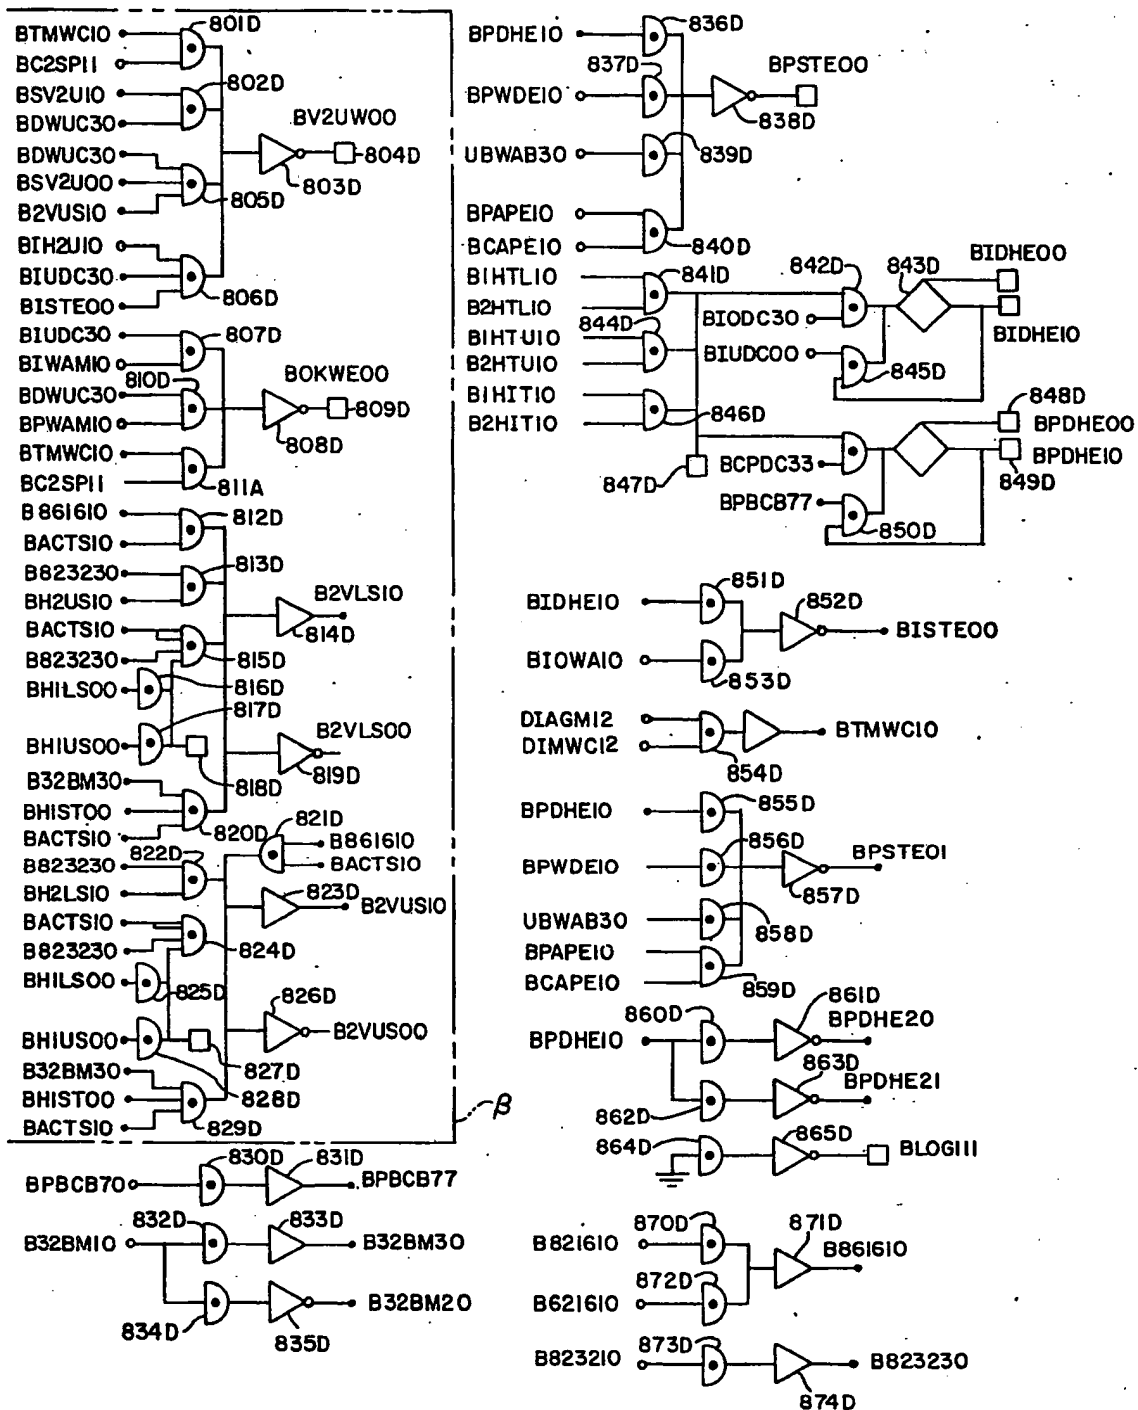 BTMWC10
801D
BC2SP11
BSV2U10
802D
BDWUC30
BV2UW00
BDWUC30
804D
BSV2U00
803D
805D
B2VUS10
BIH2U10
BIUDC30
806D
BISTE00
BIUDC30
807D
BIWAM10
810D
BOKWE00
BDWUC30
809D
BPWAM10
808D
BTMWC10
BC2SP11
811A
B861610
812D
BACTS10
B823230
813D
BH2US10
B2VLS10
BACTS10
814D
B823230
815D
BHILS00
816D
817D
B2VLS00
BHIUS00
818D
819D
B32BM30
BHIST00
820D
821D
BACTS10
B861610
BACTS10
822D
B823230
BH2LS10
823D
B2VUS10
BACTS10
824D
B823230
BHILS00
825D
826D
BHIUS00
B2VUS00
827D
B32BM30
828D
BHIST00
BACTS10
829D
β
830D
831D
BPBCB70
BPBCB77
832D
833D
B32BM10
B32BM30
B32BM20
834D
835D
BPDHE10
836D
837D
BPSTE00
BPWDE10
838D
UBWAB30
839D
BPAPE10
BCAPE10
840D
B1HTL10
841D
842D
843D
BIDHE00
B2HTL10
BIODC30
BIDHE10
B1HTU10
844D
B2HTU10
BIUDC00
845D
B1HIT10
B2HIT10
846D
848D
BPDHE00
BCPDC33
BPDHE10
847D
849D
BPBCB77
850D
851D
852D
BIDHE10
BISTE00
BIOWA10
853D
DIAGM12
BTMWC10
DIMWC12
854D
BPDHE10
855D
856D
BPSTE01
BPWDE10
857D
UBWAB30
858D
BPAPE10
BCAPE10
859D
860D
861D
BPDHE20
BPDHE10
863D
BPDHE21
862D
864D
865D
BLOG111
870D
871D
B821610
B861610
872D
B621610
873D
B823210
B823230
874D